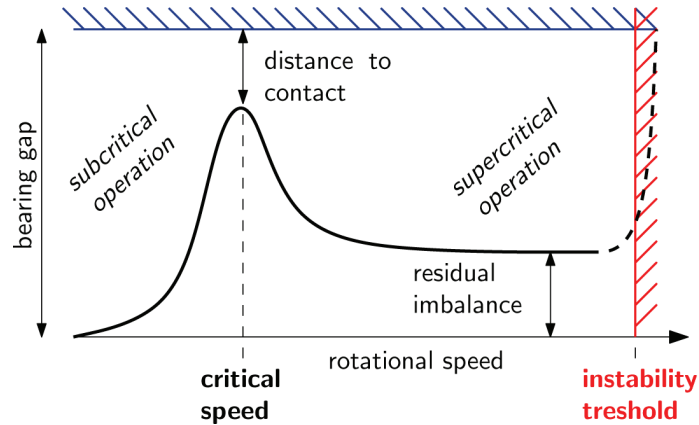 distance to
contact
subcritical
operation
supercritical
operation
bearing gap
residual
imbalance
rotational speed
critical
speed
instability
treshold